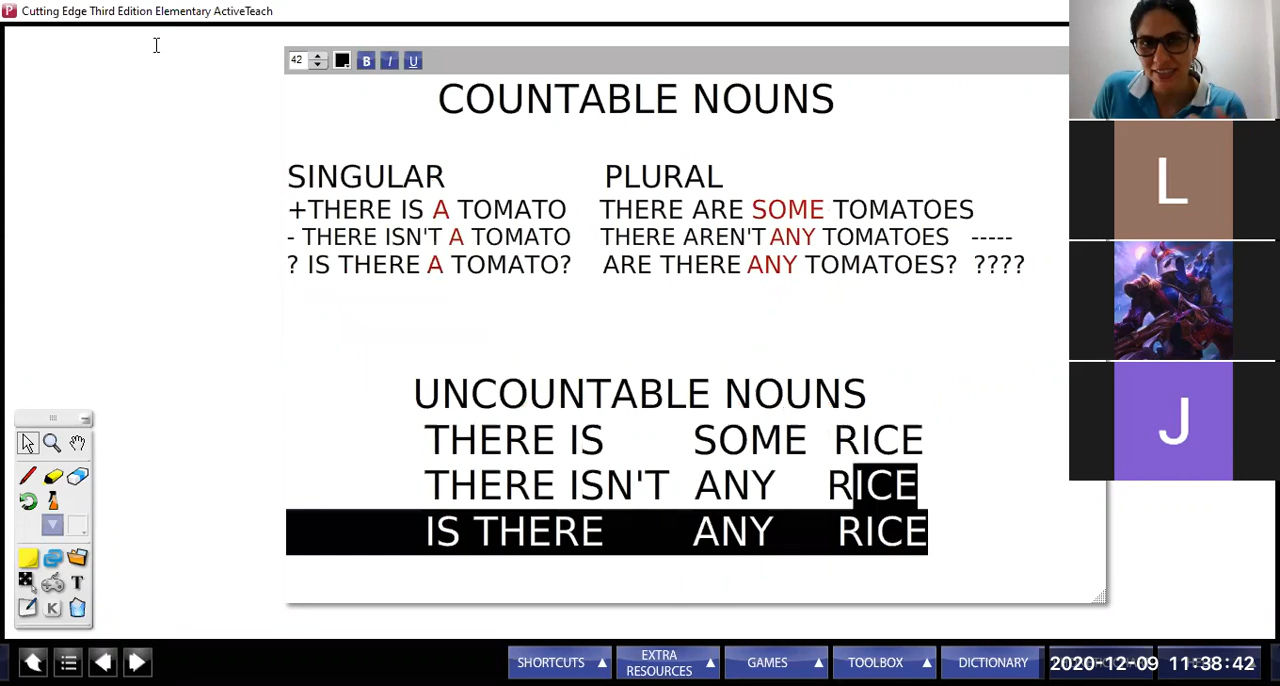 Cutting Edge Third Edition Elementary ActiveTeach
42 B I U
COUNTABLE NOUNS
SINGULAR PLURAL
+THERE IS A TOMATO THERE ARE SOME TOMATOES
- THERE ISN'T A TOMATO THERE AREN'T ANY TOMATOES -----
? IS THERE A TOMATO? ARE THERE ANY TOMATOES? ????
UNCOUNTABLE NOUNS
THERE IS SOME RICE
THERE ISN'T ANY RICE
IS THERE ANY RICE
L
J
T
K
SHORTCUTS
EXTRA
RESOURCES
GAMES
TOOLBOX
DICTIONARY
2020-12-09 11:38:42